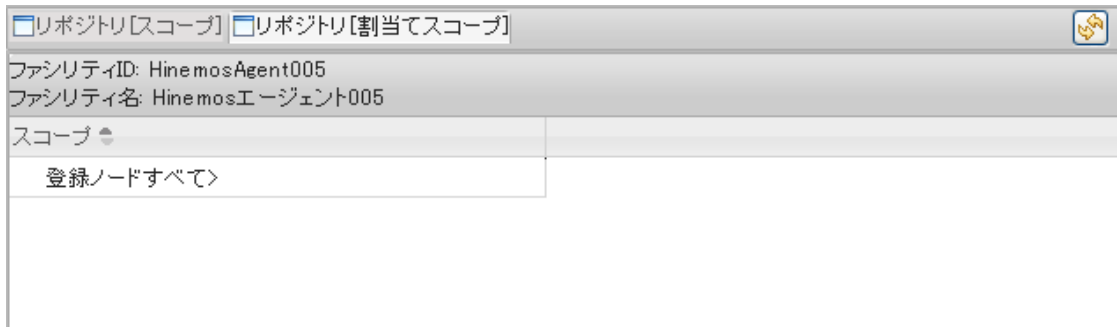 リポジトリ[スコープ] リポジトリ[割当てスコープ]
ファシリティID: HinemosAgent005
ファシリティ名: Hinemosエージェント005
スコープ
登録ノードすべて>